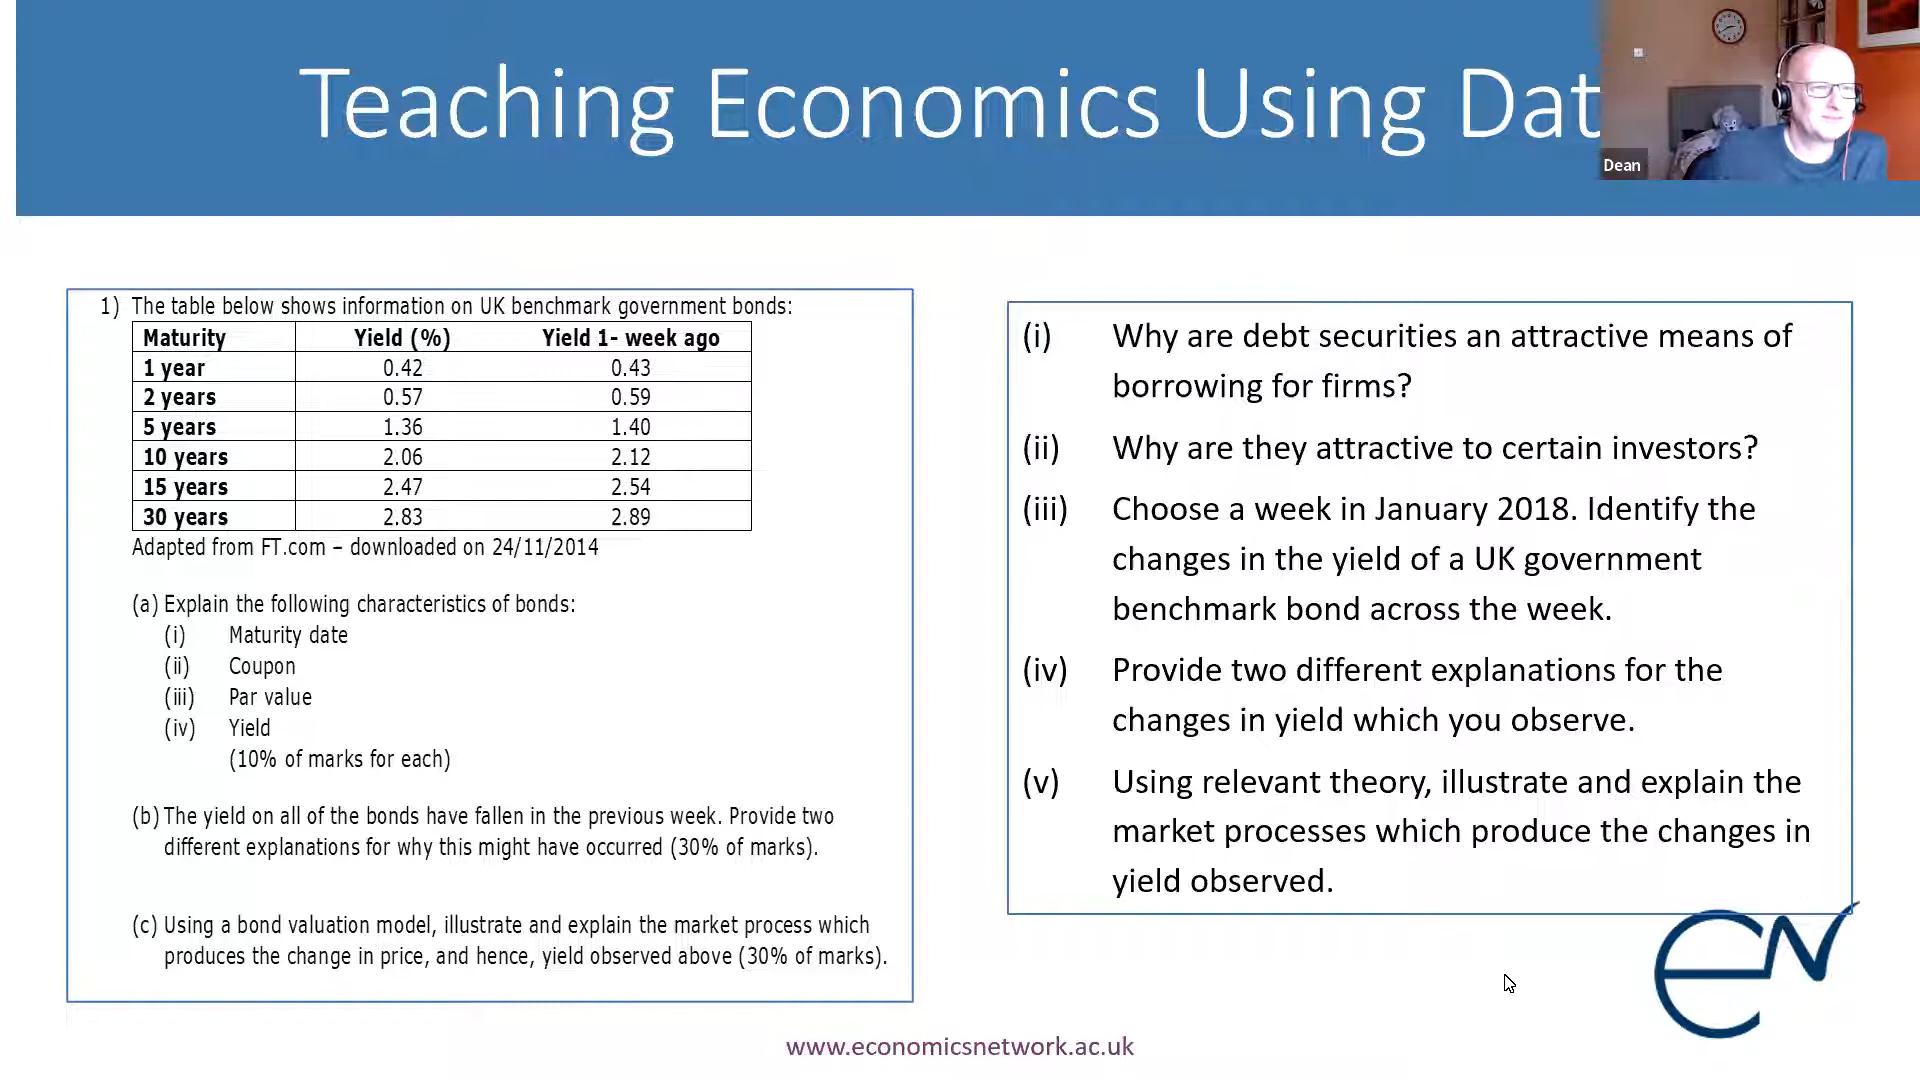 Teaching Economics Using Dat
Dean
1) The table below shows information on UK benchmark government bonds:
Maturity Yield (%) Yield 1- week ago
1 year 0.42 0.43
2 years 0.57 0.59
5 years 1.36 1.40
10 years 2.06 2.12
15 years 2.47 2.54
30 years 2.83 2.89
Adapted from FT.com – downloaded on 24/11/2014
(a) Explain the following characteristics of bonds:
(i) Maturity date
(ii) Coupon
(iii) Par value
(iv) Yield
(10% of marks for each)
(b) The yield on all of the bonds have fallen in the previous week. Provide two
different explanations for why this might have occurred (30% of marks).
(c) Using a bond valuation model, illustrate and explain the market process which
produces the change in price, and hence, yield observed above (30% of marks).
(i) Why are debt securities an attractive means of
borrowing for firms?
(ii) Why are they attractive to certain investors?
(iii) Choose a week in January 2018. Identify the
changes in the yield of a UK government
benchmark bond across the week.
(iv) Provide two different explanations for the
changes in yield which you observe.
(v) Using relevant theory, illustrate and explain the
market processes which produce the changes in
yield observed.
eN
www.economicsnetwork.ac.uk